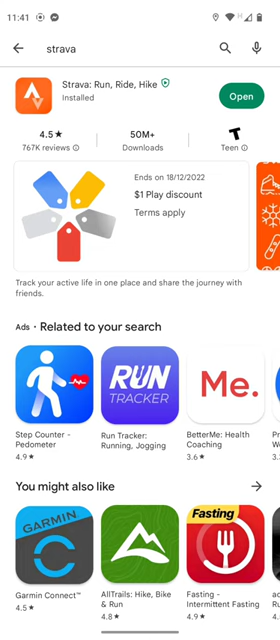 11:41
strava
Strava: Run, Ride, Hike
Installed
Open
4.5★
767K reviews
50M+
Downloads
T
Teen
Ends on 18/12/2022
$1 Play discount
Terms apply
Track your active life in one place and share the journey with
friends.
Ads · Related to your search
RUN
TRACKER
Me.
Step Counter -
Pedometer
4.9★
Run Tracker:
Running, Jogging
BetterMe: Health
Coaching
3.6★
You might also like
GARMIN
Fasting
Garmin Connect™
4.5★
AllTrails: Hike, Bike
& Run
4.8★
Fasting -
Intermittent Fasting
4.9★